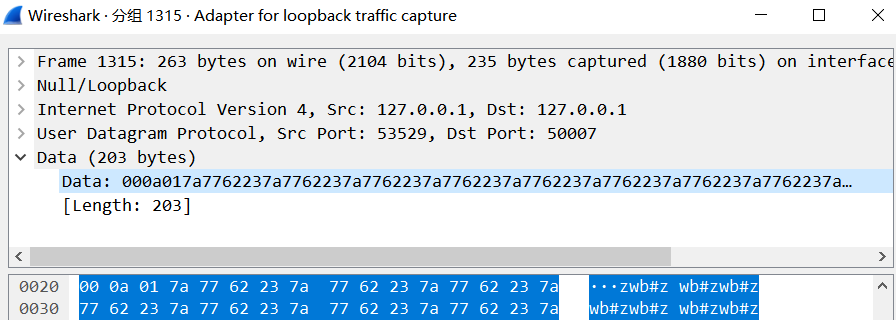 Wireshark · 分组 1315 · Adapter for loopback traffic capture
Frame 1315: 263 bytes on wire (2104 bits), 235 bytes captured (1880 bits) on interface
Null/Loopback
Internet Protocol Version 4, Src: 127.0.0.1, Dst: 127.0.0.1
User Datagram Protocol, Src Port: 53529, Dst Port: 50007
Data (203 bytes)
Data: 000a017a7762237a7762237a7762237a7762237a7762237a7762237a7762237a7762237a…
[Length: 203]
0020 00 0a 01 7a 77 62 23 7a 77 62 23 7a 77 62 23 7a ···zwb#z wb#zwb#z
0030 77 62 23 7a 77 62 23 7a 77 62 23 7a 77 62 23 7a wb#zwb#z wb#zwb#z